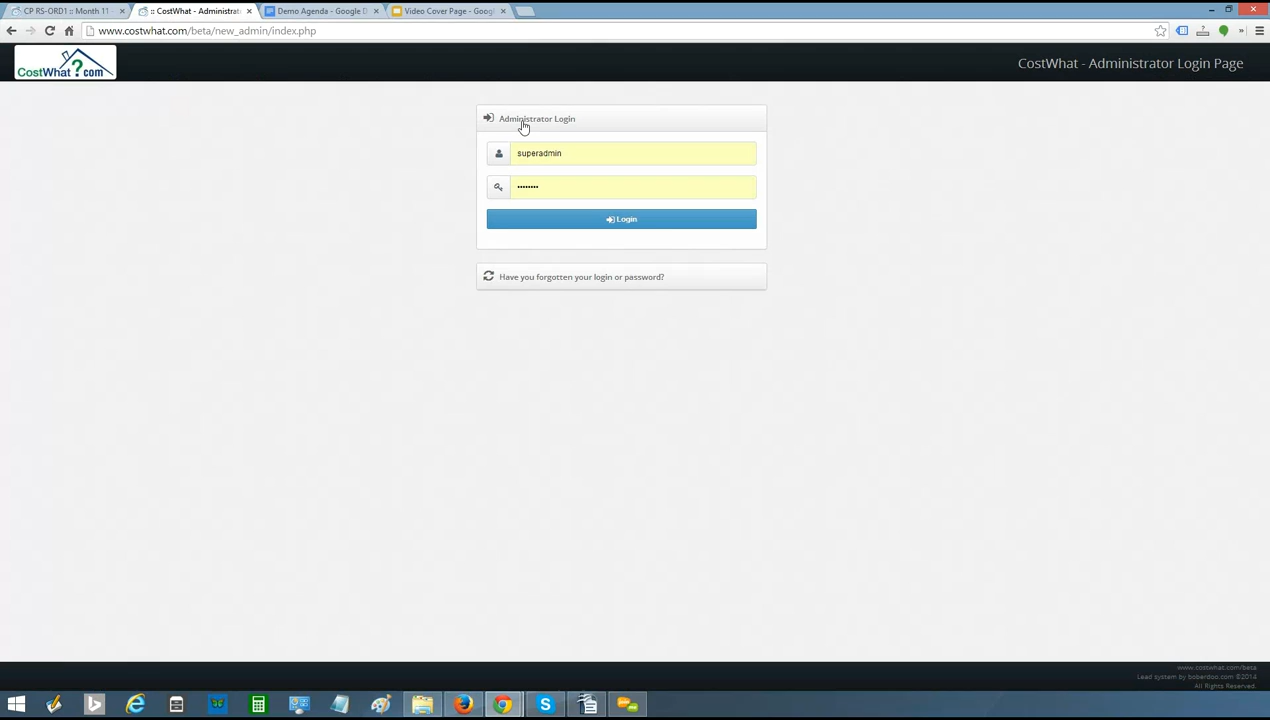 CP RS-ORD1 :: Month 11
:: CostWhat - Administrat
Demo Agenda - Google D
Video Cover Page - Goog
www.costwhat.com/beta/new_admin/index.php
CostWhat?com
CostWhat - Administrator Login Page
Administrator Login
superadmin
••••••••
Login
Have you forgotten your login or password?
www.costwhat.com/beta
Lead system by boberdoo.com ©2014
All Rights Reserved.